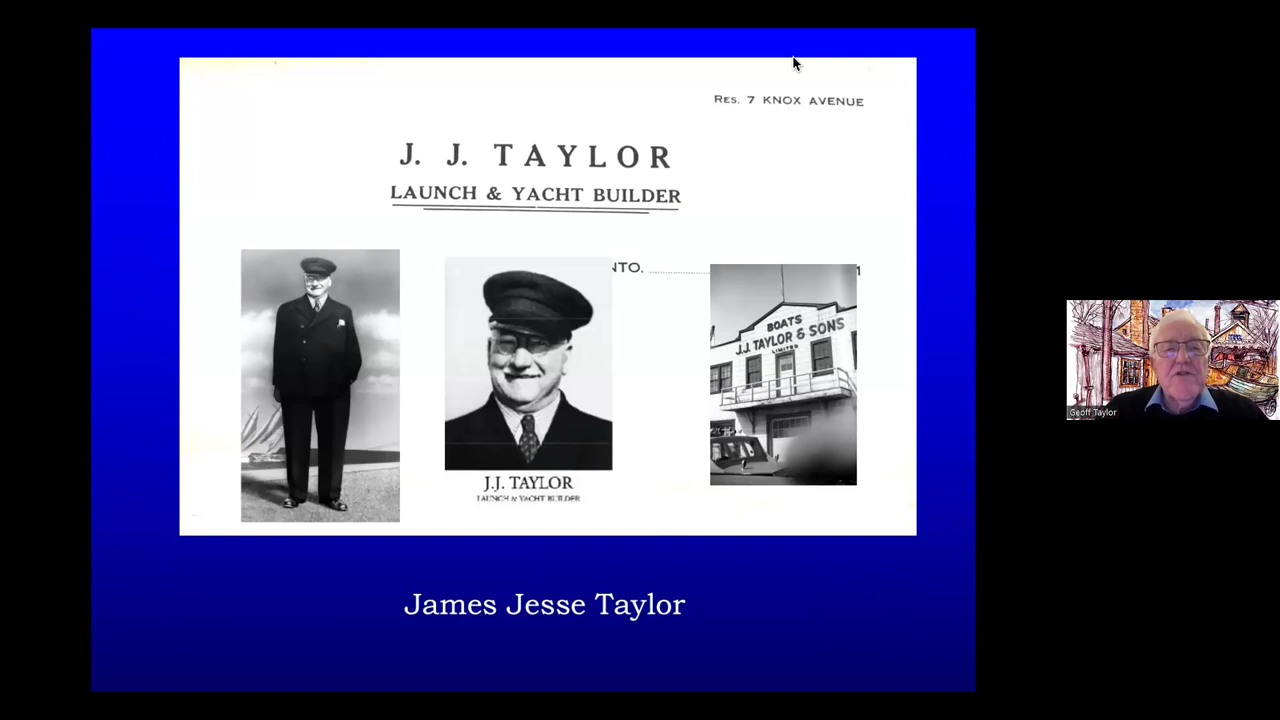 RES. 7 KNOX AVENUE
J. J. TAYLOR
LAUNCH & YACHT BUILDER
NTO.
1
BOATS
J.J. TAYLOR & SONS
LIMITED
J.J. TAYLOR
LAUNCH & YACHT BUILDER
James Jesse Taylor
Geoff Taylor